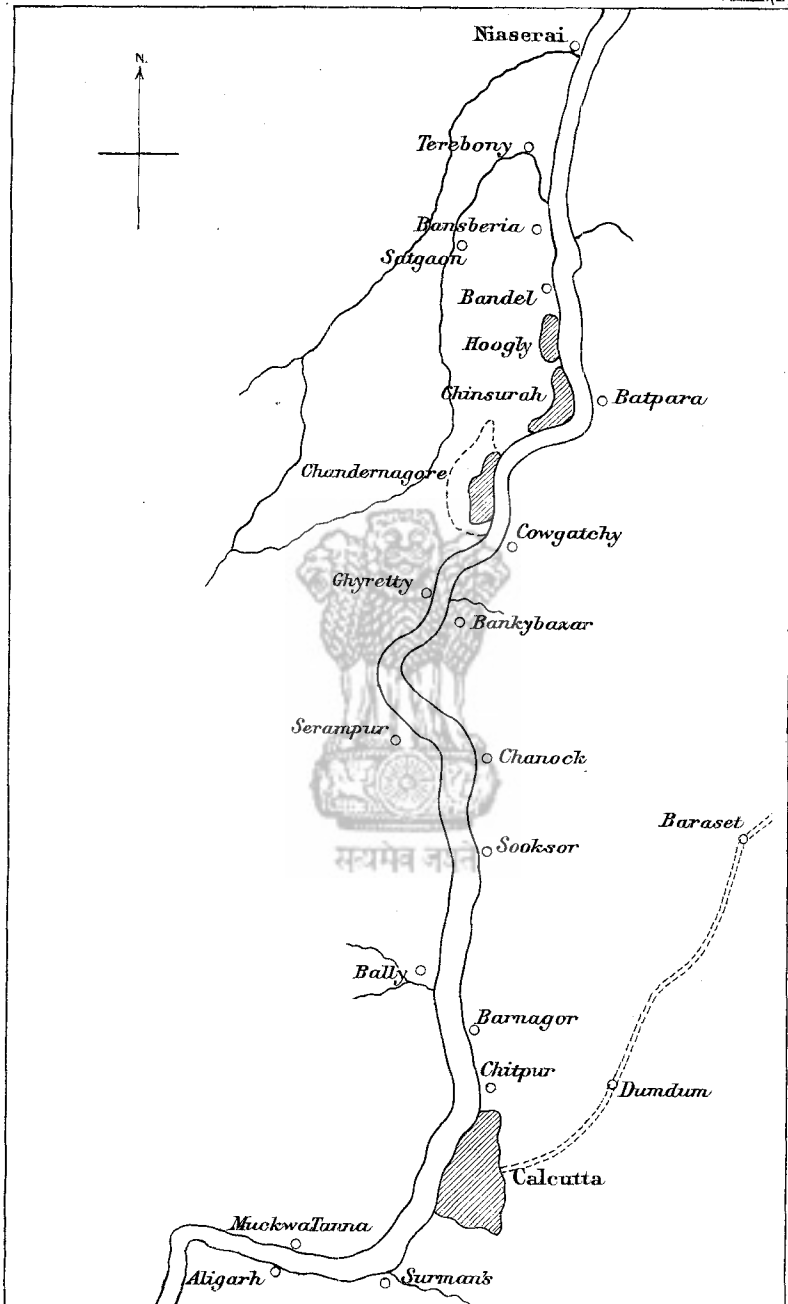 N.
Niaserai
Terebony
Bansberia
Satgaon
Bandel
Hoogly
Chinsurah
Batpara
Chandernagore
Cowgatchy
Ghyretty
Bankybaxar
Serampur
Chanock
Baraset
Sooksor
सत्यमेव जयते
Bally
Barnagor
Chitpur
Dumdum
Calcutta
MuckwaTanna
Aligarh
Surman's